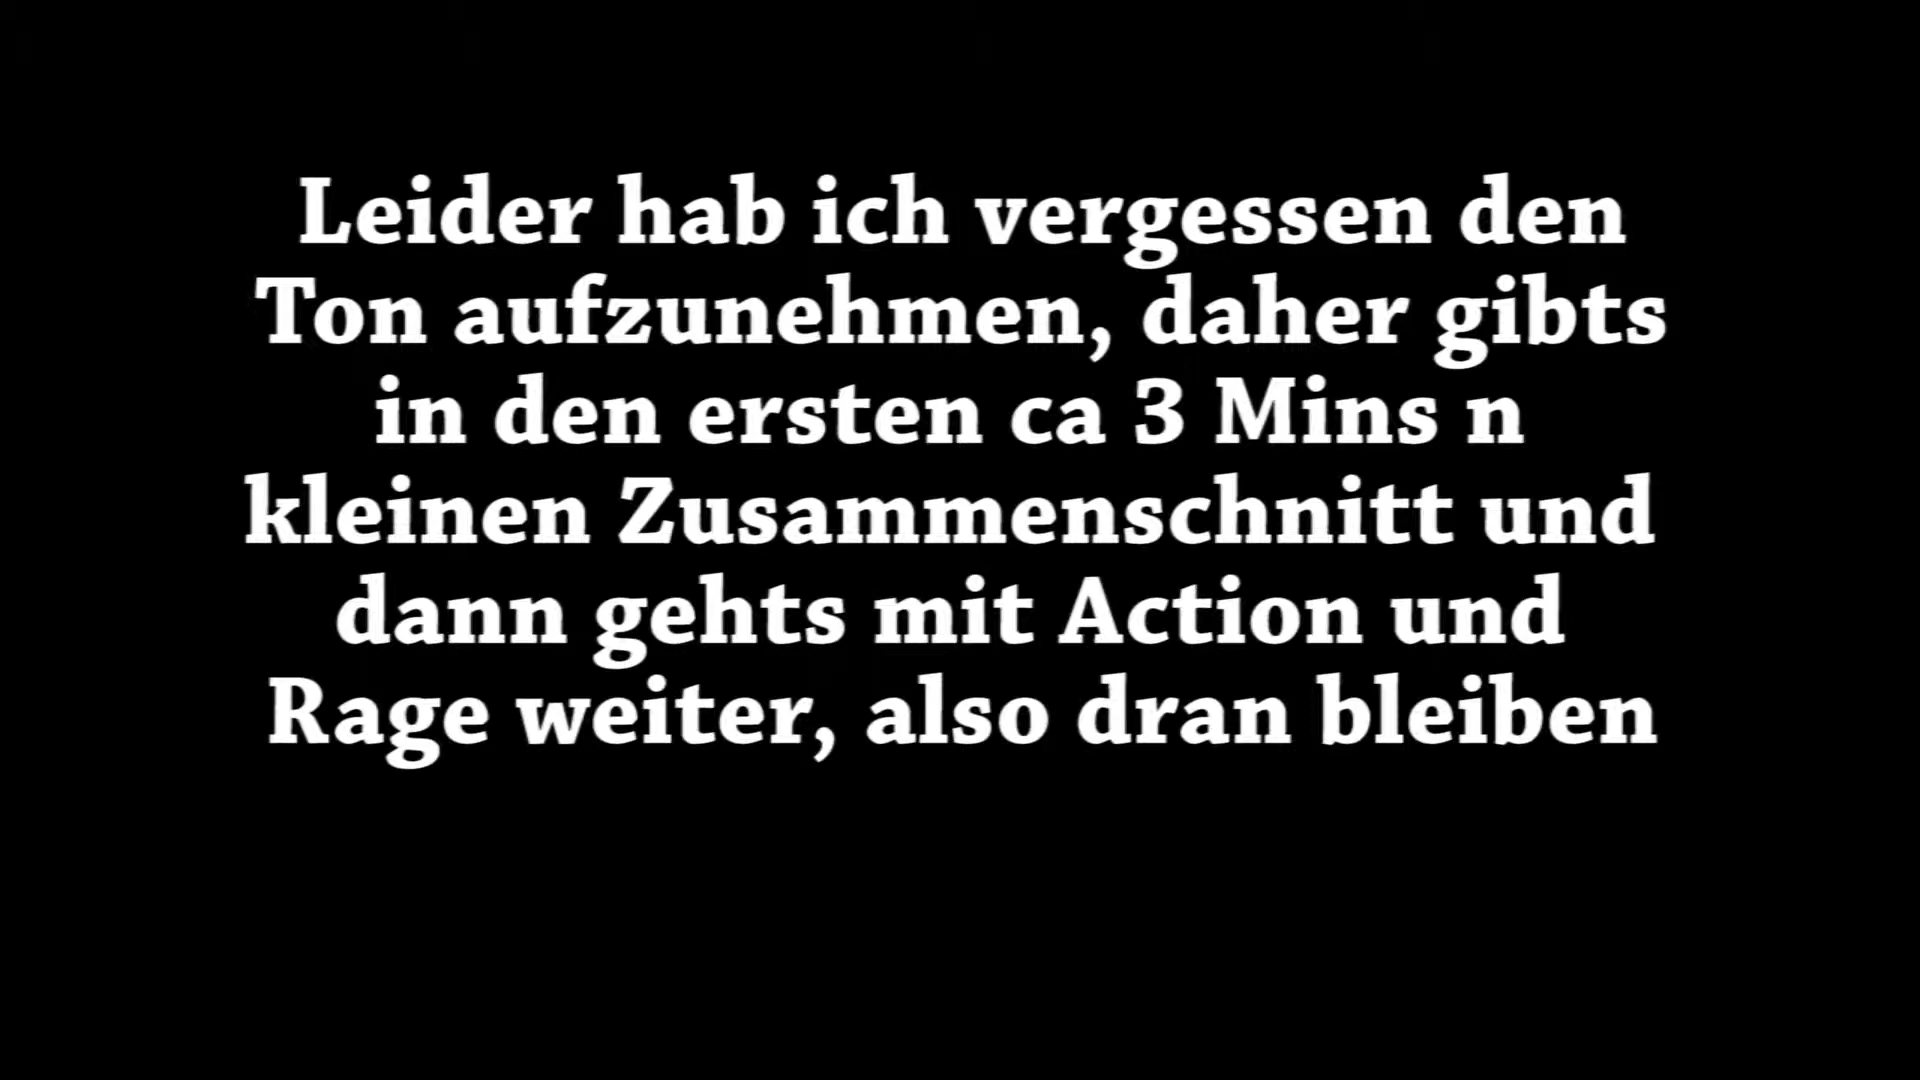 Leider hab ich vergessen den
Ton aufzunehmen, daher gibts
in den ersten ca 3 Mins n
kleinen Zusammenschnitt und
dann gehts mit Action und
Rage weiter, also dran bleiben